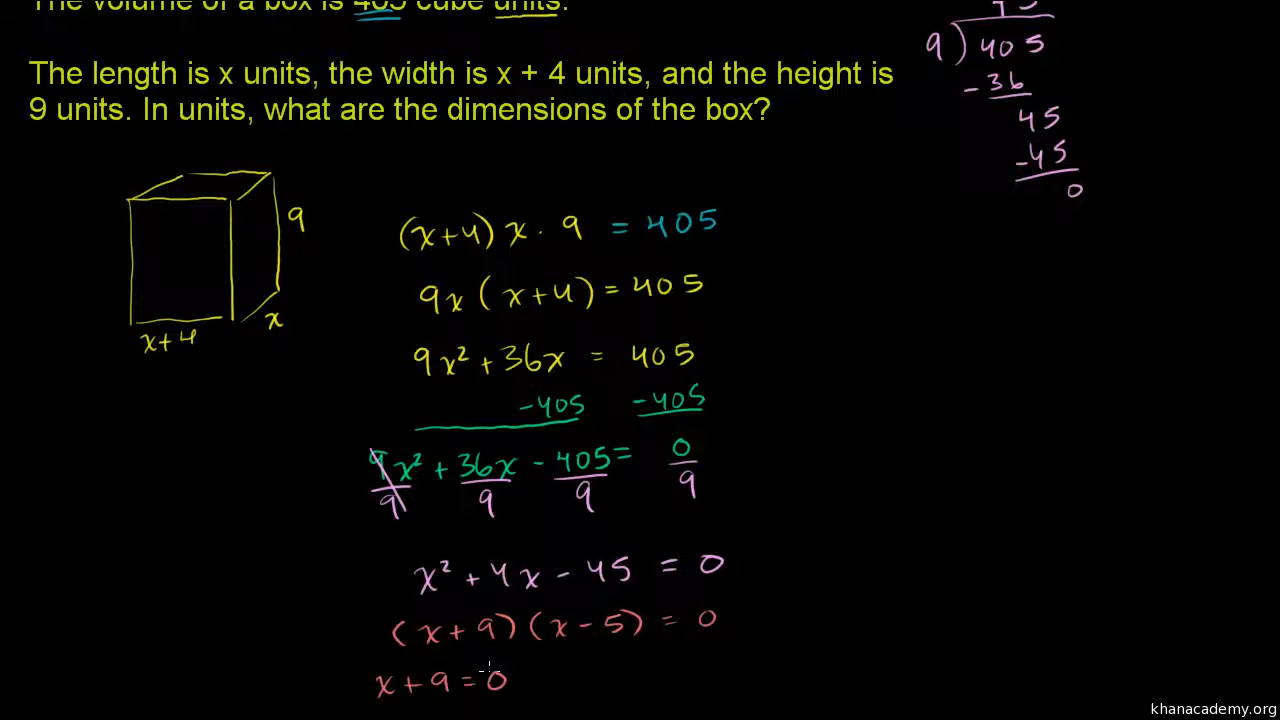 The volume of a box is 405 cube units.
The length is x units, the width is x + 4 units, and the height is
9 units. In units, what are the dimensions of the box?
9
x+4
x
(x+4) x · 9 = 405
9x (x+4) = 405
9x² + 36x = 405
-405 -405
9x² + 36x - 405 = 0
9 9 9 9
x² + 4x - 45 = 0
(x + 9) (x - 5) = 0
x + 9 = 0
45
9 ) 405
- 36
45
-45
0
khanacademy.org